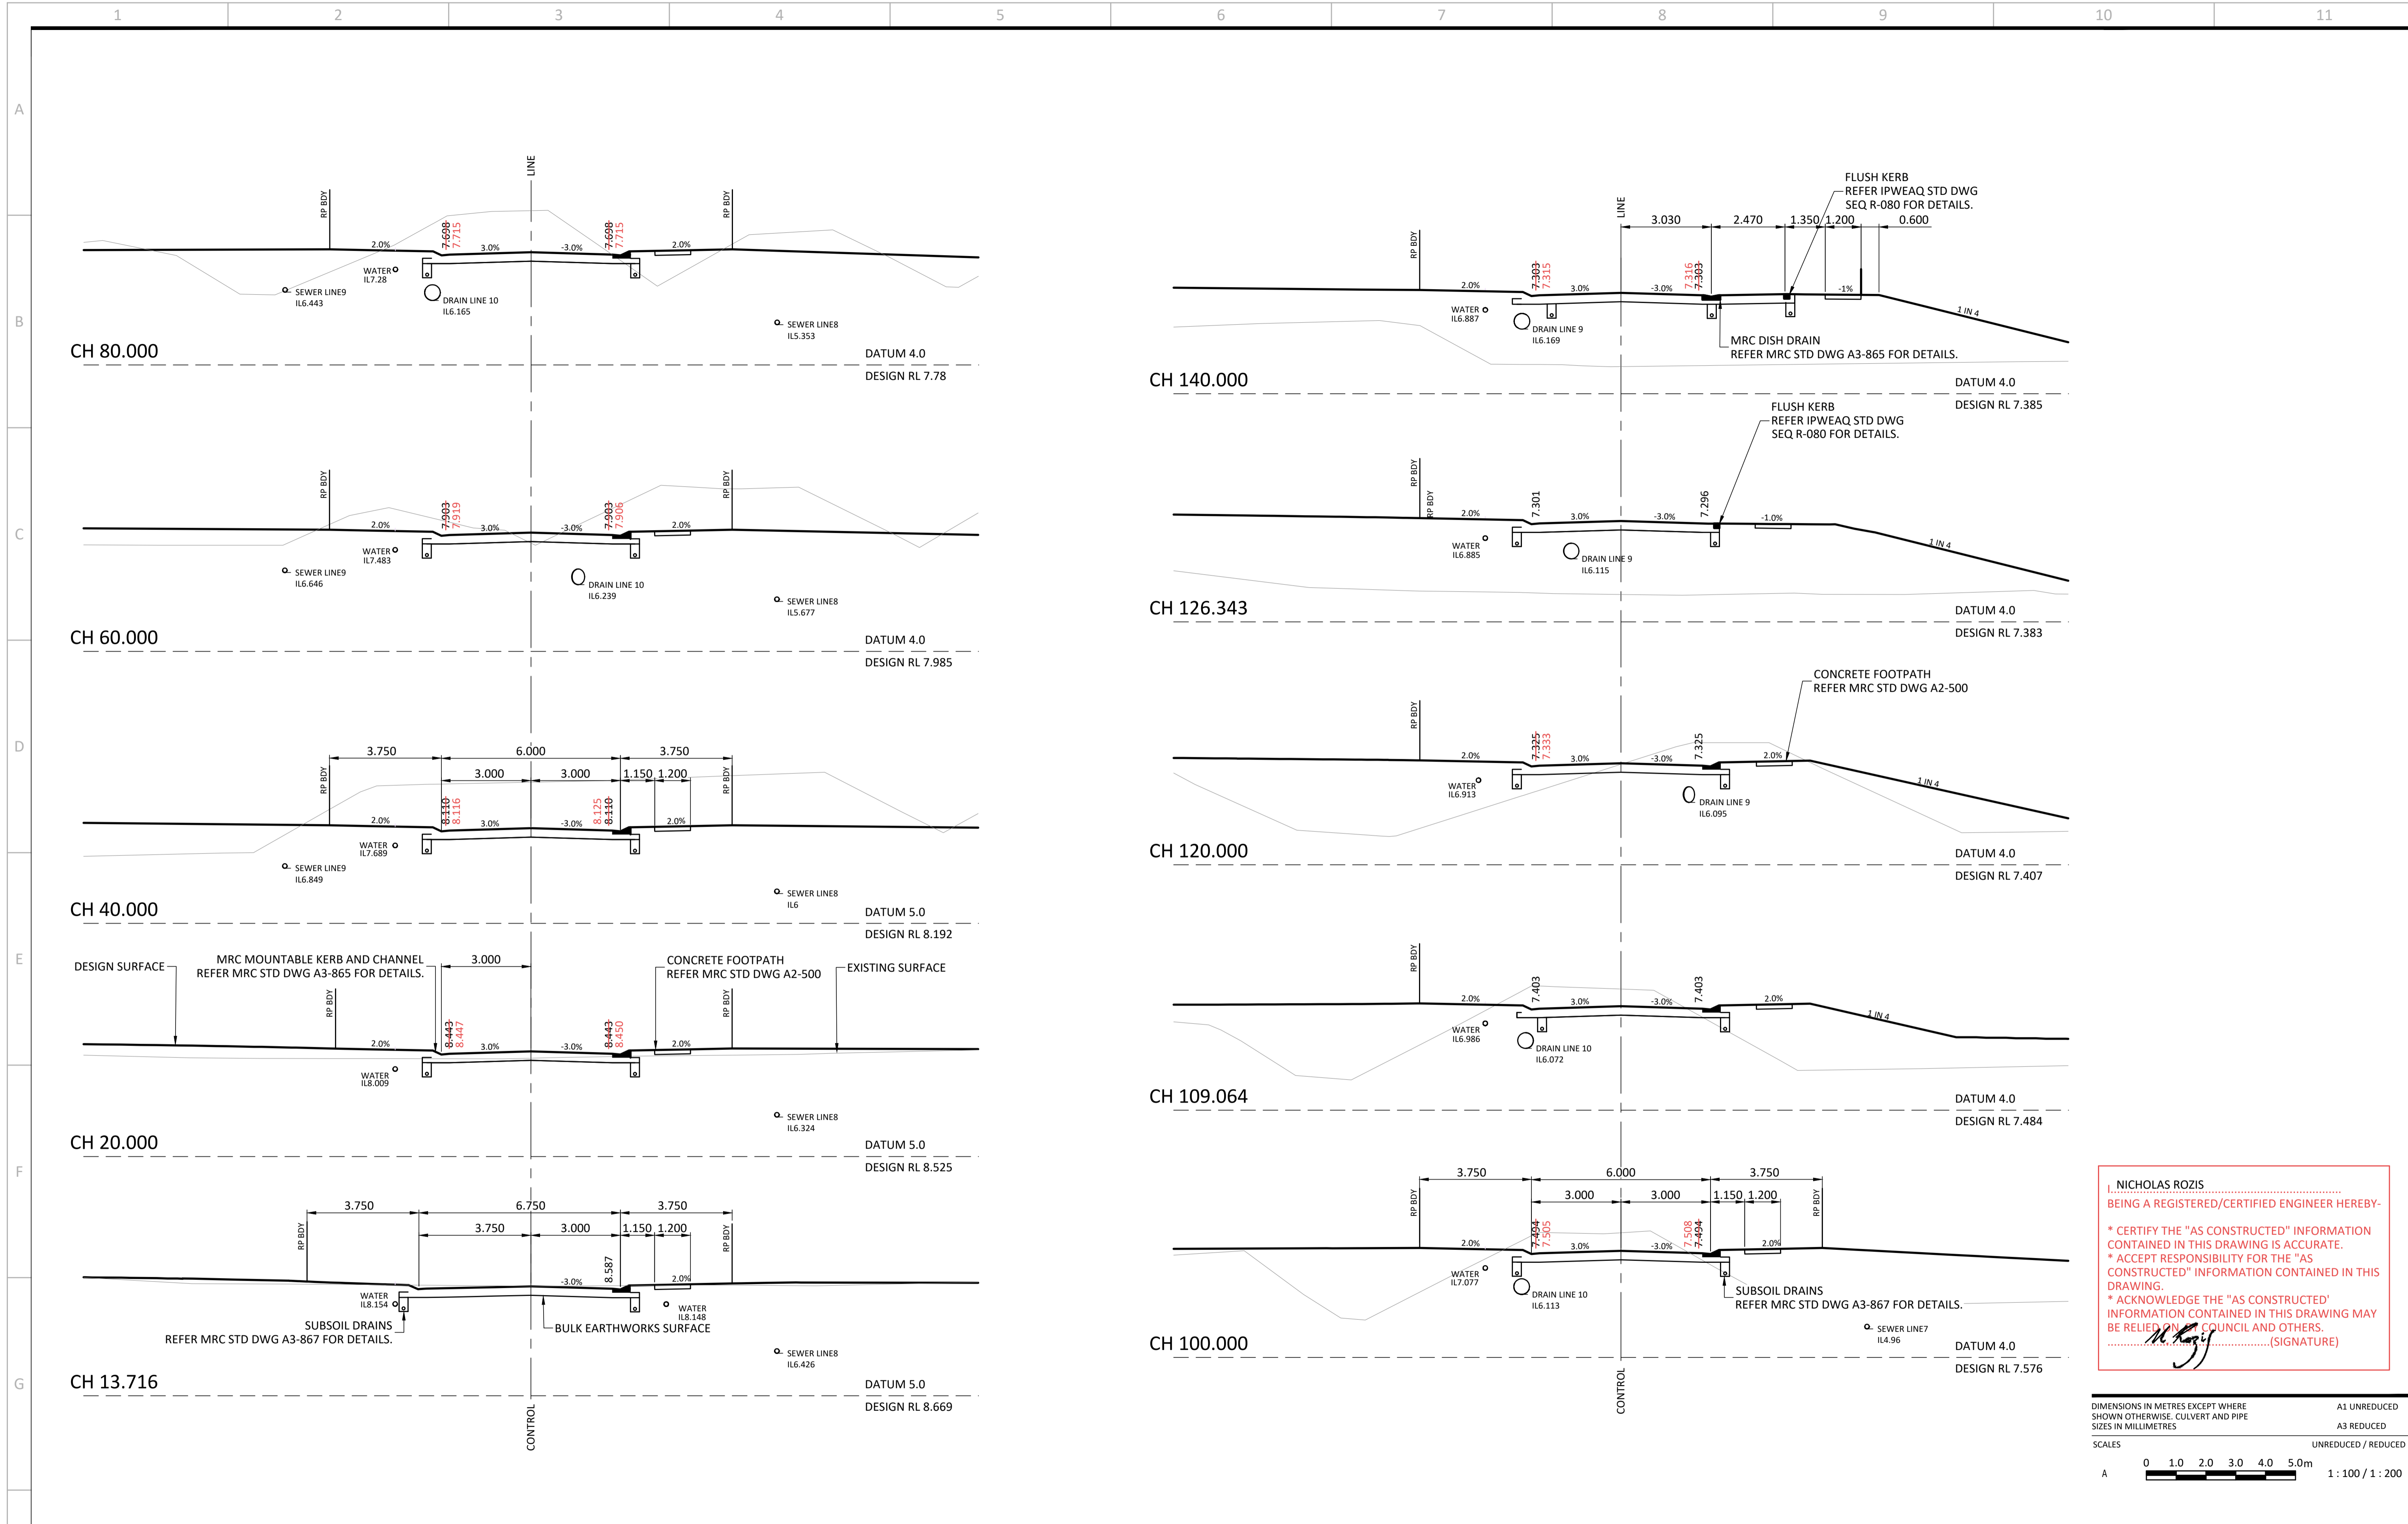 1 2 3 4 5 6 7 8 9 10 11
A
B
C
D
E
F
G
LINE
RP BDY
RP BDY
7.698
7.715
7.698
7.715
2.0%
3.0%
-3.0%
2.0%
WATER
IL7.28
SEWER LINE9
IL6.443
DRAIN LINE 10
IL6.165
SEWER LINE8
IL5.353
CH 80.000
DATUM 4.0
DESIGN RL 7.78
RP BDY
RP BDY
7.903
7.919
7.903
7.906
2.0%
3.0%
-3.0%
2.0%
WATER
IL7.483
SEWER LINE9
IL6.646
DRAIN LINE 10
IL6.239
SEWER LINE8
IL5.677
CH 60.000
DATUM 4.0
DESIGN RL 7.985
3.750 6.000 3.750
3.000 3.000 1.150 1.200
RP BDY
RP BDY
8.110
8.116
8.125
8.110
2.0%
3.0%
-3.0%
2.0%
WATER
IL7.689
SEWER LINE9
IL6.849
SEWER LINE8
IL6
CH 40.000
DATUM 5.0
DESIGN RL 8.192
DESIGN SURFACE
MRC MOUNTABLE KERB AND CHANNEL
REFER MRC STD DWG A3-865 FOR DETAILS.
3.000
CONCRETE FOOTPATH
REFER MRC STD DWG A2-500
EXISTING SURFACE
RP BDY
RP BDY
8.443
8.447
8.443
8.450
2.0%
3.0%
-3.0%
2.0%
WATER
IL8.009
SEWER LINE8
IL6.324
CH 20.000
DATUM 5.0
DESIGN RL 8.525
3.750 6.750 3.750
3.750 3.000 1.150 1.200
RP BDY
RP BDY
8.587
-3.0%
2.0%
WATER
IL8.154
WATER
IL8.148
SUBSOIL DRAINS
REFER MRC STD DWG A3-867 FOR DETAILS.
BULK EARTHWORKS SURFACE
SEWER LINE8
IL6.426
CH 13.716
DATUM 5.0
DESIGN RL 8.669
CONTROL
FLUSH KERB
REFER IPWEAQ STD DWG
SEQ R-080 FOR DETAILS.
LINE
3.030 2.470 1.350 1.200 0.600
RP BDY
7.303
7.315
7.316
7.303
2.0%
3.0%
-3.0%
-1%
1 IN 4
WATER
IL6.887
DRAIN LINE 9
IL6.169
MRC DISH DRAIN
REFER MRC STD DWG A3-865 FOR DETAILS.
CH 140.000
DATUM 4.0
DESIGN RL 7.385
FLUSH KERB
REFER IPWEAQ STD DWG
SEQ R-080 FOR DETAILS.
RP BDY
RP BDY
7.301
7.296
2.0%
3.0%
-3.0%
-1.0%
1 IN 4
WATER
IL6.885
DRAIN LINE 9
IL6.115
CH 126.343
DATUM 4.0
DESIGN RL 7.383
CONCRETE FOOTPATH
REFER MRC STD DWG A2-500
RP BDY
7.325
7.333
7.325
2.0%
3.0%
-3.0%
2.0%
1 IN 4
WATER
IL6.913
DRAIN LINE 9
IL6.095
CH 120.000
DATUM 4.0
DESIGN RL 7.407
RP BDY
7.403
7.403
2.0%
3.0%
-3.0%
2.0%
1 IN 4
WATER
IL6.986
DRAIN LINE 10
IL6.072
CH 109.064
DATUM 4.0
DESIGN RL 7.484
3.750 6.000 3.750
3.000 3.000 1.150 1.200
RP BDY
RP BDY
7.494
7.505
7.508
7.494
2.0%
3.0%
-3.0%
2.0%
WATER
IL7.077
DRAIN LINE 10
IL6.113
SUBSOIL DRAINS
REFER MRC STD DWG A3-867 FOR DETAILS.
SEWER LINE7
IL4.96
CH 100.000
DATUM 4.0
DESIGN RL 7.576
CONTROL
I NICHOLAS ROZIS
BEING A REGISTERED/CERTIFIED ENGINEER HEREBY-
* CERTIFY THE "AS CONSTRUCTED" INFORMATION
CONTAINED IN THIS DRAWING IS ACCURATE.
* ACCEPT RESPONSIBILITY FOR THE "AS
CONSTRUCTED" INFORMATION CONTAINED IN THIS
DRAWING.
* ACKNOWLEDGE THE "AS CONSTRUCTED'
INFORMATION CONTAINED IN THIS DRAWING MAY
BE RELIED ON BY COUNCIL AND OTHERS.
N. Rozis (SIGNATURE)
DIMENSIONS IN METRES EXCEPT WHERE
SHOWN OTHERWISE. CULVERT AND PIPE
SIZES IN MILLIMETRES
A1 UNREDUCED
A3 REDUCED
SCALES
UNREDUCED / REDUCED
A
0 1.0 2.0 3.0 4.0 5.0m
1 : 100 / 1 : 200